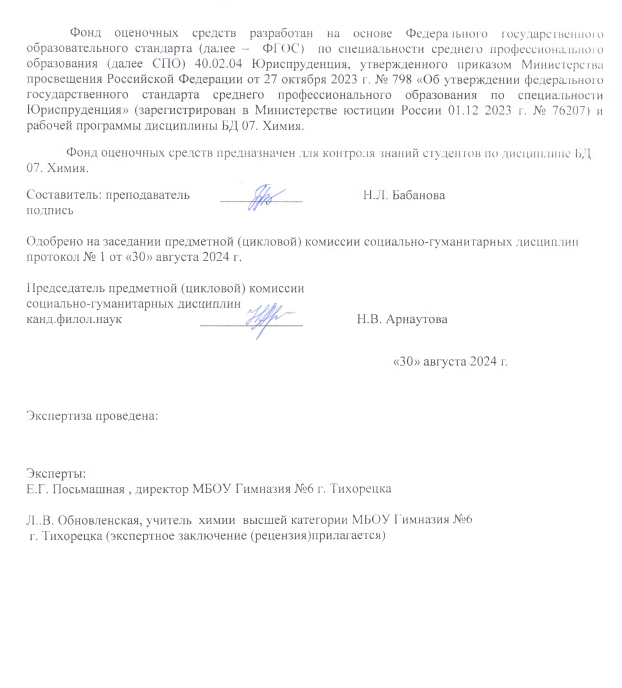 Фонд оценочных средств разработан на основе Федерального государственного
образовательного стандарта (далее – ФГОС) по специальности среднего профессионального
образования (далее СПО) 40.02.04 Юриспруденция, утвержденного приказом Министерства
просвещения Российской Федерации от 27 октября 2023 г. № 798 «Об утверждении федерального
государственного стандарта среднего профессионального образования по специальности
Юриспруденция» (зарегистрирован в Министерстве юстиции России 01.12 2023 г. № 76207) и
рабочей программы дисциплины БД 07. Химия.
Фонд оценочных средств предназначен для контроля знаний студентов по дисциплине БД
07. Химия.
Составитель: преподаватель Н.Л. Бабанова
подпись
Одобрено на заседании предметной (цикловой) комиссии социально-гуманитарных дисциплин
протокол № 1 от «30» августа 2024 г.
Председатель предметной (цикловой) комиссии
социально-гуманитарных дисциплин
канд.филол.наук Н.В. Арнаутова
«30» августа 2024 г.
Экспертиза проведена:
Эксперты:
Е.Г. Посьмашная , директор МБОУ Гимназия №6 г. Тихорецка
Л..В. Обновленская, учитель химии высшей категории МБОУ Гимназия №6
г. Тихорецка (экспертное заключение (рецензия)прилагается)